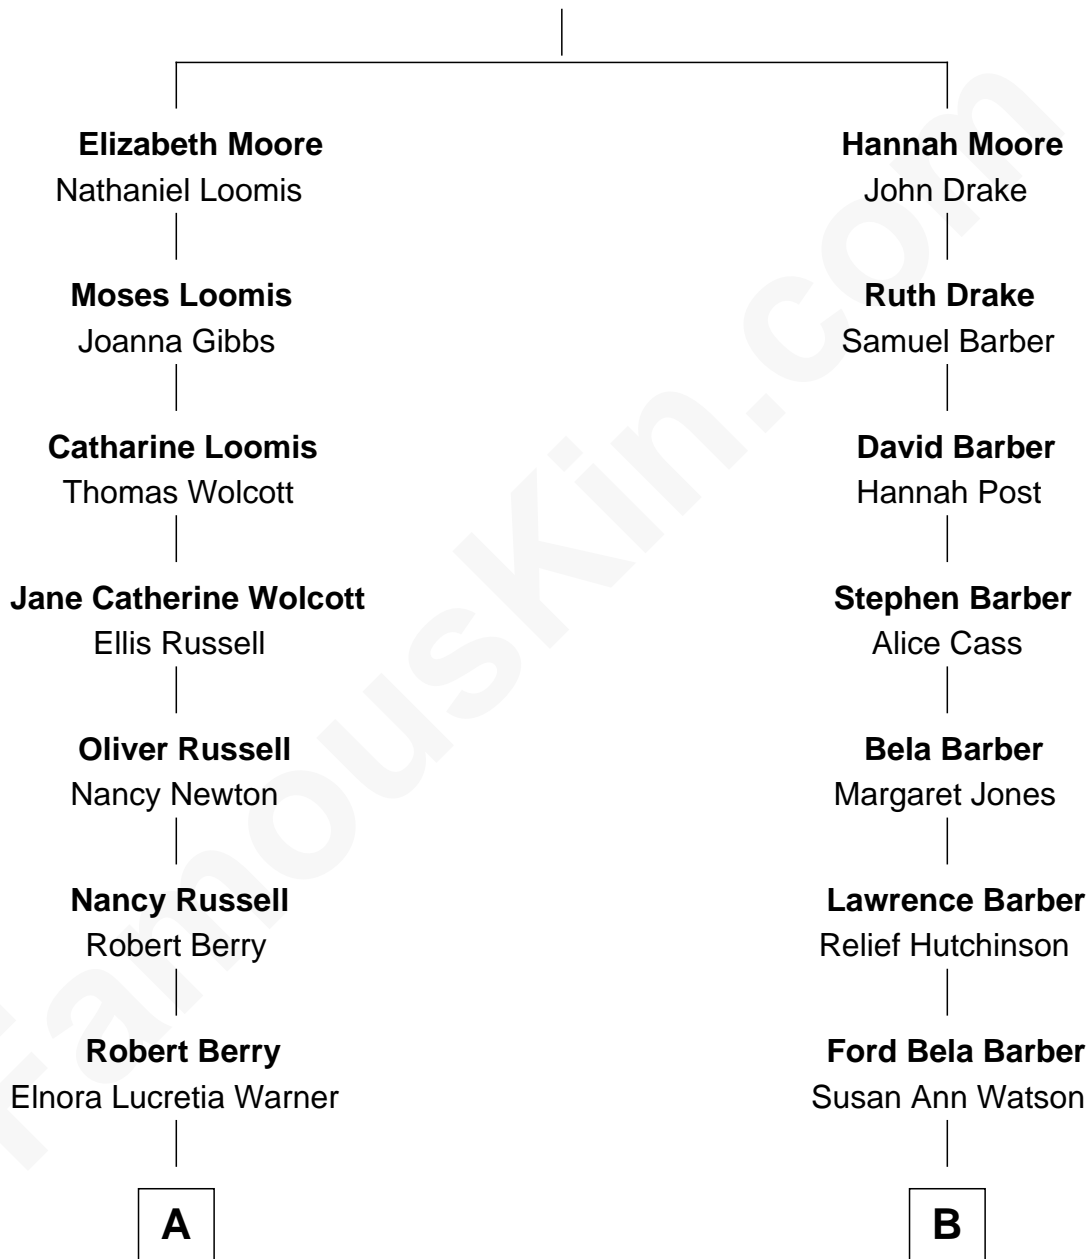 Elizabeth Moore
Nathaniel Loomis
Hannah Moore
John Drake
Moses Loomis
Joanna Gibbs
Ruth Drake
Samuel Barber
Catharine Loomis
Thomas Wolcott
David Barber
Hannah Post
Jane Catherine Wolcott
Ellis Russell
Stephen Barber
Alice Cass
Oliver Russell
Nancy Newton
Bela Barber
Margaret Jones
Nancy Russell
Robert Berry
Lawrence Barber
Relief Hutchinson
Robert Berry
Elnora Lucretia Warner
Ford Bela Barber
Susan Ann Watson
A
B
FamousKin.com